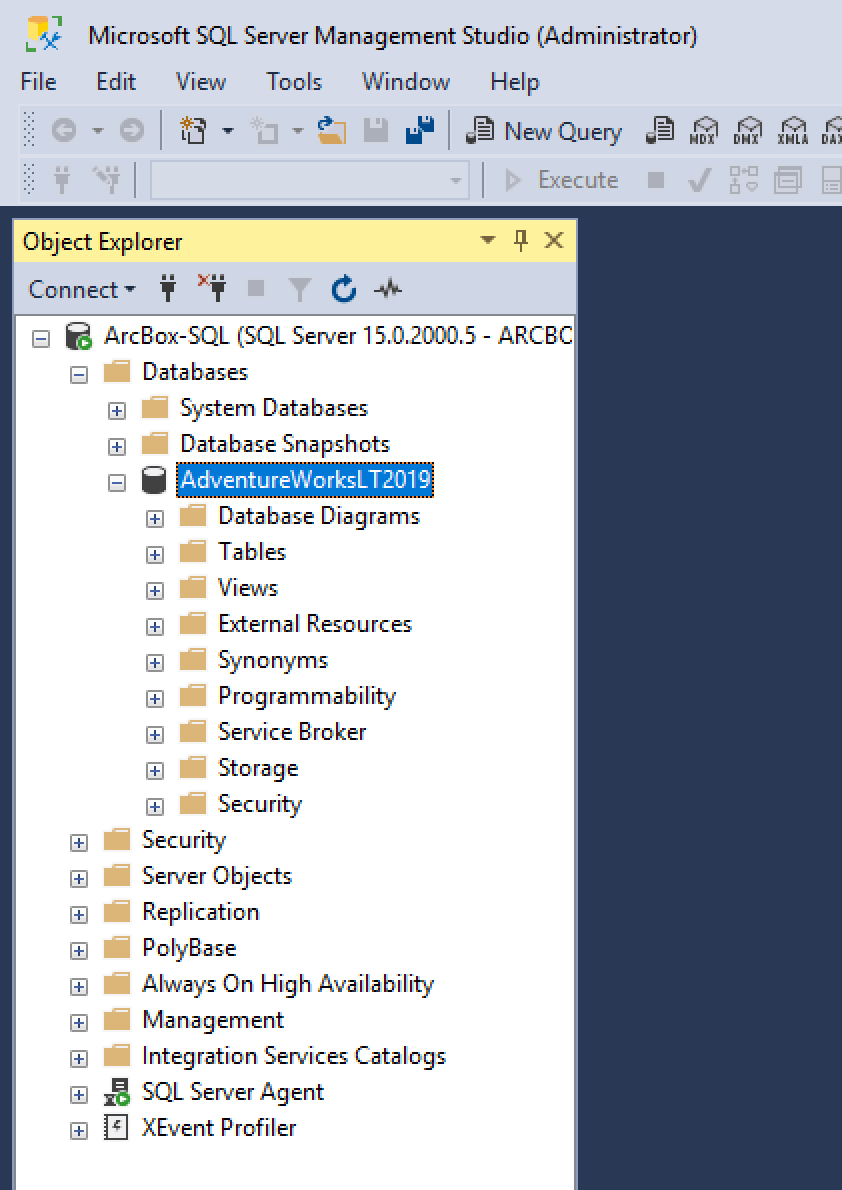 Microsoft SQL Server Management Studio (Administrator)
File Edit View Tools Window Help
New Query MDX DMX XMLA DAX
Execute
Object Explorer
Connect
ArcBox-SQL (SQL Server 15.0.2000.5 - ARCBO
Databases
System Databases
Database Snapshots
AdventureWorksLT2019
Database Diagrams
Tables
Views
External Resources
Synonyms
Programmability
Service Broker
Storage
Security
Security
Server Objects
Replication
PolyBase
Always On High Availability
Management
Integration Services Catalogs
SQL Server Agent
XEvent Profiler